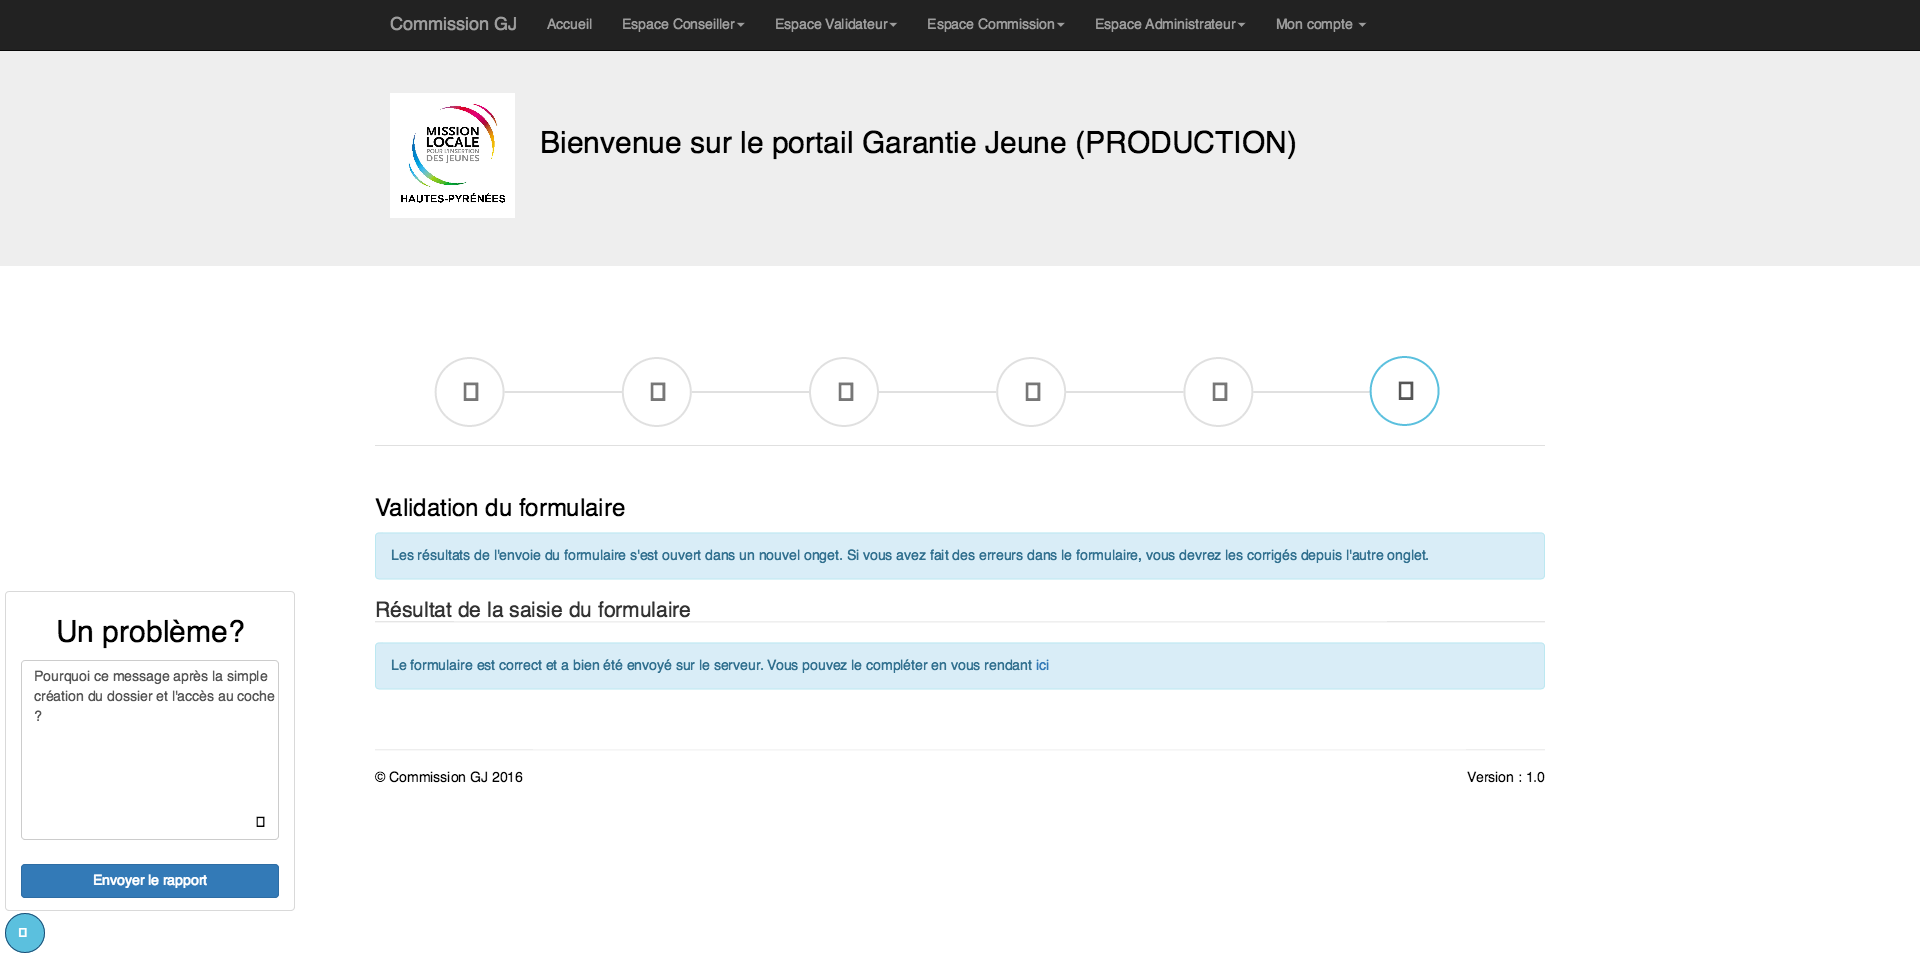 Commission GJ Accueil Espace Conseiller Espace Validateur Espace Commission Espace Administrateur Mon compte
MISSION
LOCALE
POUR L'INSERTION
DES JEUNES
HAUTES-PYRÉNÉES
Bienvenue sur le portail Garantie Jeune (PRODUCTION)
Validation du formulaire
Les résultats de l'envoie du formulaire s'est ouvert dans un nouvel onget. Si vous avez fait des erreurs dans le formulaire, vous devrez les corrigés depuis l'autre onglet.
Résultat de la saisie du formulaire
Le formulaire est correct et a bien été envoyé sur le serveur. Vous pouvez le compléter en vous rendant ici
© Commission GJ 2016
Version : 1.0
Un problème?
Pourquoi ce message après la simple
création du dossier et l'accès au coche
?
Envoyer le rapport